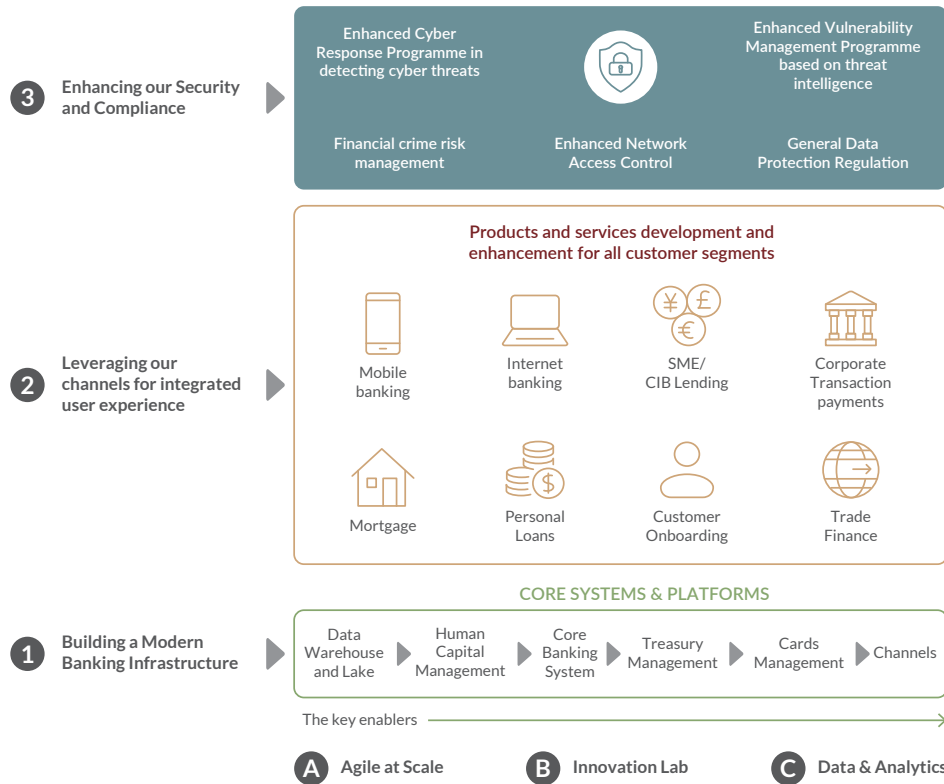 3
Enhancing our Security
and Compliance
Enhanced Cyber
Response Programme in
detecting cyber threats
Enhanced Vulnerability
Management Programme
based on threat
intelligence
Financial crime risk
management
Enhanced Network
Access Control
General Data
Protection Regulation
2
Leveraging our
channels for integrated
user experience
Products and services development and
enhancement for all customer segments
¥
£
€
Mobile
banking
Internet
banking
SME/
CIB Lending
Corporate
Transaction
payments
$
Mortgage
Personal
Loans
Customer
Onboarding
Trade
Finance
1
Building a Modern
Banking Infrastructure
CORE SYSTEMS & PLATFORMS
Data
Warehouse
and Lake
Human
Capital
Management
Core
Banking
System
Treasury
Management
Cards
Management
Channels
The key enablers
A Agile at Scale
B Innovation Lab
C Data & Analytics